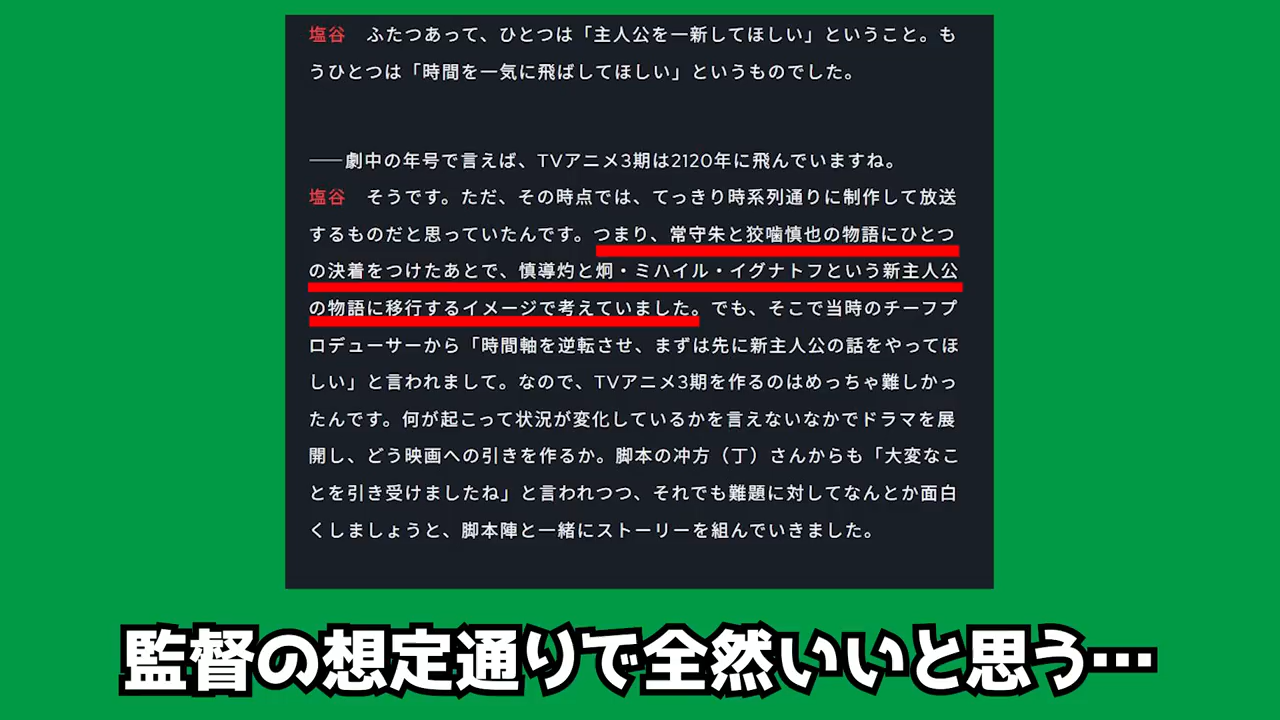 塩谷　ふたつあって、ひとつは「主人公を一新してほしい」ということ。も
うひとつは「時間を一気に飛ばしてほしい」というものでした。
──劇中の年号で言えば、TVアニメ3期は2120年に飛んでいますね。
塩谷　そうです。ただ、その時点では、てっきり時系列通りに制作して放送
するものだと思っていたんです。つまり、常守朱と狡噛慎也の物語にひとつ
の決着をつけたあとで、慎導灼と炯・ミハイル・イグナトフという新主人公
の物語に移行するイメージで考えていました。でも、そこで当時のチーフプ
ロデューサーから「時間軸を逆転させ、まずは先に新主人公の話をやってほ
しい」と言われまして。なので、TVアニメ3期を作るのはめっちゃ難しかっ
たんです。何が起こって状況が変化しているかを言えないなかでドラマを展
開し、どう映画への引きを作るか。脚本の冲方（丁）さんからも「大変なこ
とを引き受けましたね」と言われつつ、それでも難題に対してなんとか面白
くしましょうと、脚本陣と一緒にストーリーを組んでいきました。
監督の想定通りで全然いいと思う…